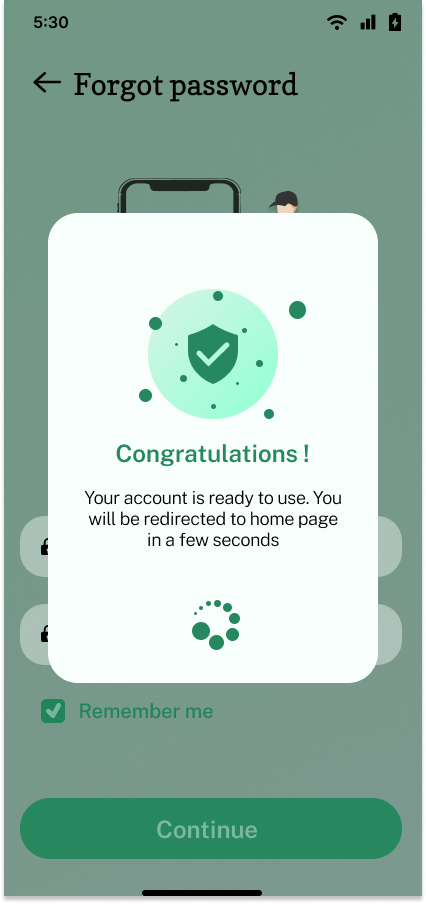 5:30
Forgot password
Congratulations !
Your account is ready to use. You
will be redirected to home page
in a few seconds
Remember me
Continue